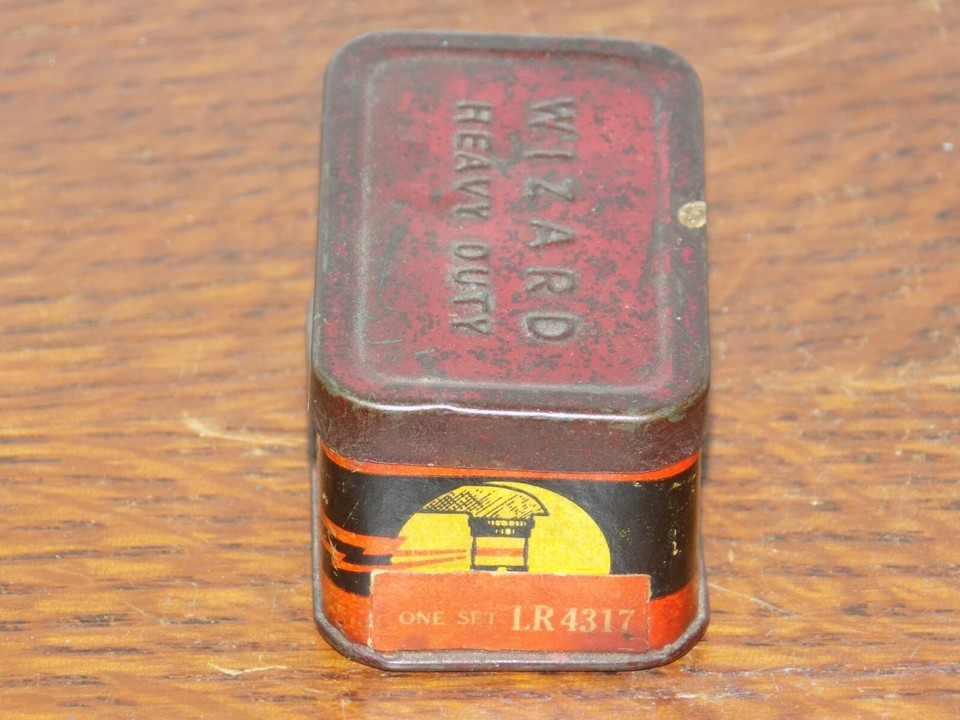 WIZARD
HEAVY DUTY
ONE SET LR4317